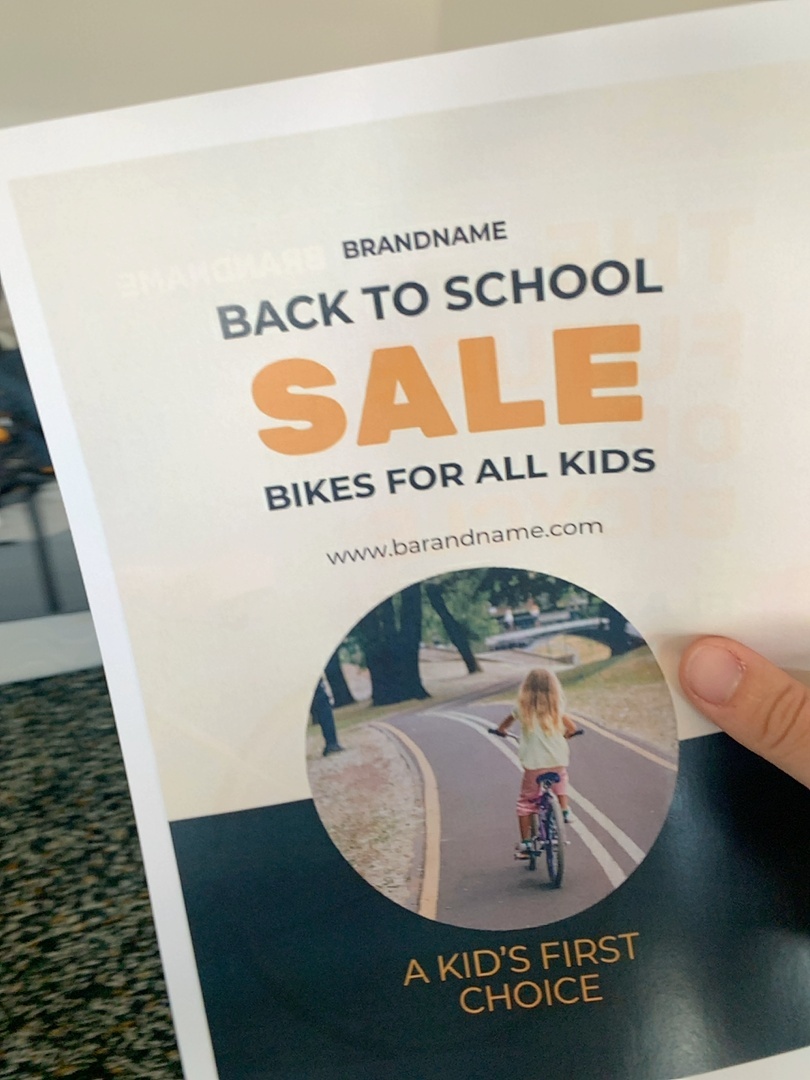 BRANDNAME
BACK TO SCHOOL
SALE
BIKES FOR ALL KIDS
www.barandname.com
A KID'S FIRST
CHOICE